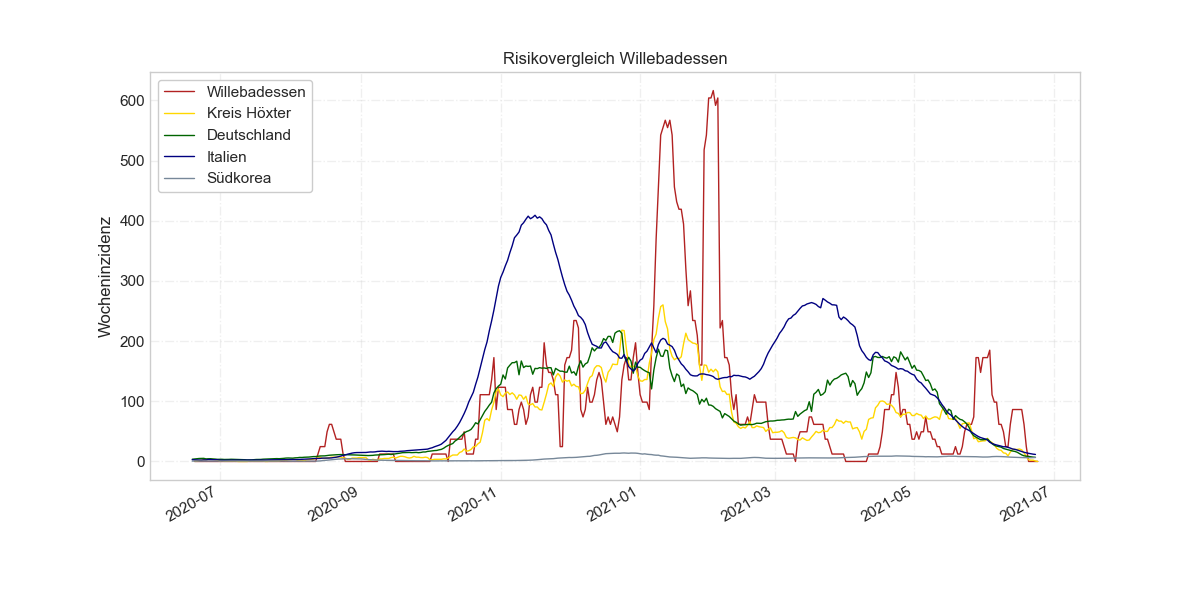 Risikovergleich Willebadessen
Willebadessen
Kreis Höxter
Deutschland
Italien
Südkorea
Wocheninzidenz
600
500
400
300
200
100
0
2020-07
2020-09
2020-11
2021-01
2021-03
2021-05
2021-07